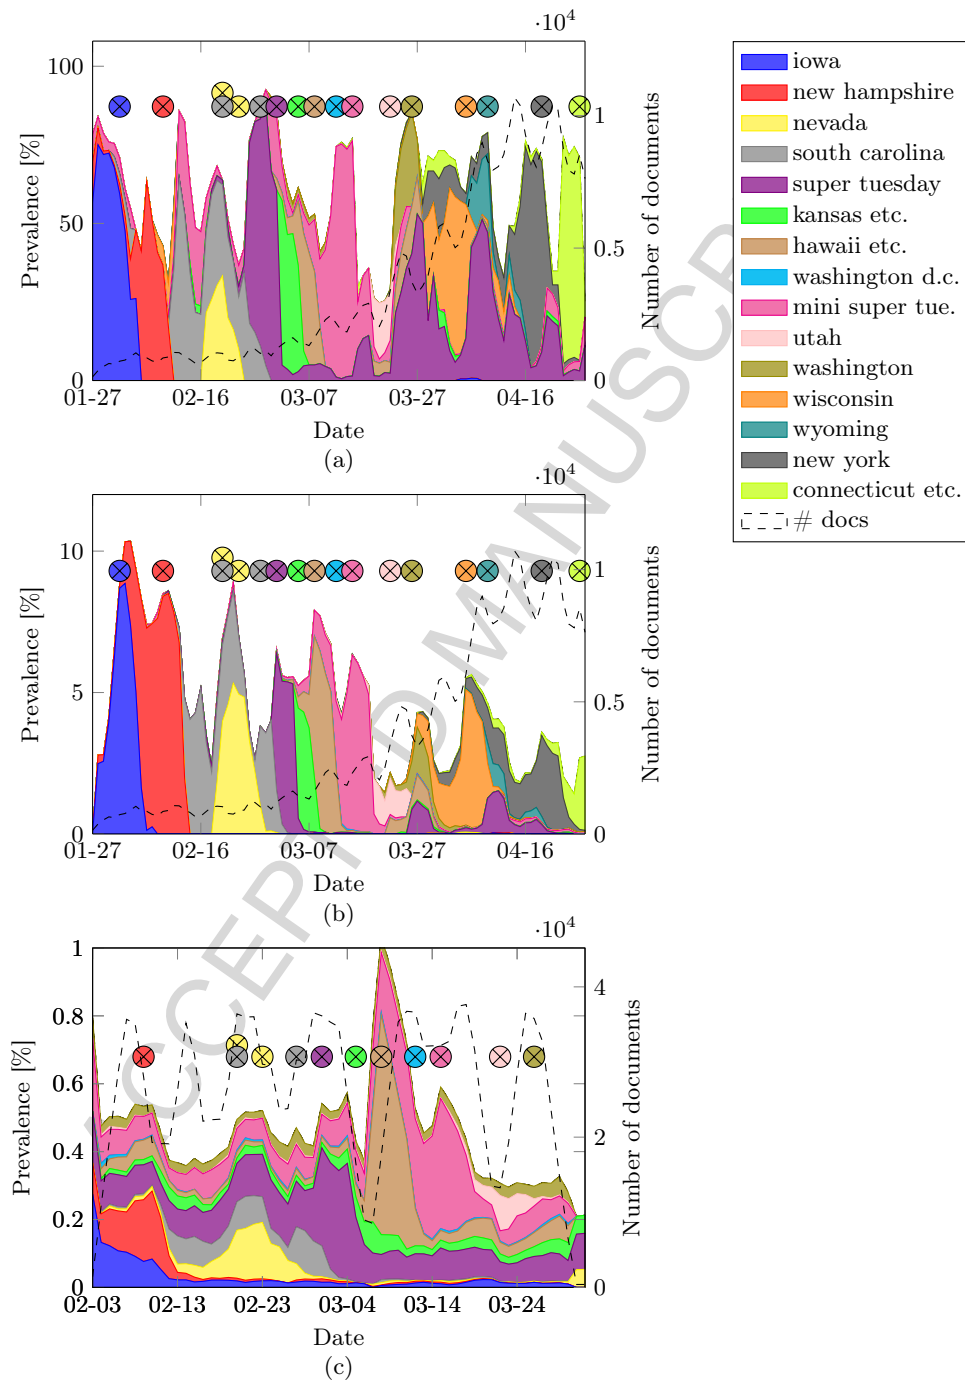 ·10⁴
100
50
0
Prevalence [%]
1
0.5
0
Number of documents
01-27
02-16
03-07
03-27
04-16
Date
(a)
iowa
new hampshire
nevada
south carolina
super tuesday
kansas etc.
hawaii etc.
washington d.c.
mini super tue.
utah
washington
wisconsin
wyoming
new york
connecticut etc.
# docs
·10⁴
10
5
0
Prevalence [%]
1
0.5
0
Number of documents
01-27
02-16
03-07
03-27
04-16
Date
(b)
·10⁴
1
0.8
0.6
0.4
0.2
0
Prevalence [%]
4
2
0
Number of documents
02-03
02-13
02-23
03-04
03-14
03-24
Date
(c)
ACCEPTED MANUSCR